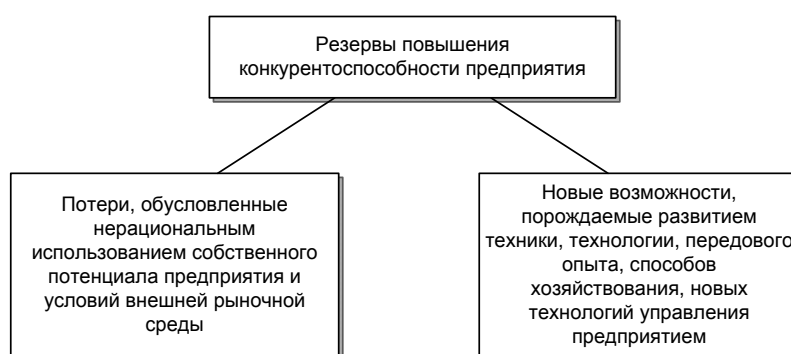 Резервы повышения
конкурентоспособности предприятия
Потери, обусловленные
нерациональным
использованием собственного
потенциала предприятия и
условий внешней рыночной
среды
Новые возможности,
порождаемые развитием
техники, технологии, передового
опыта, способов
хозяйствования, новых
технологий управления
предприятием